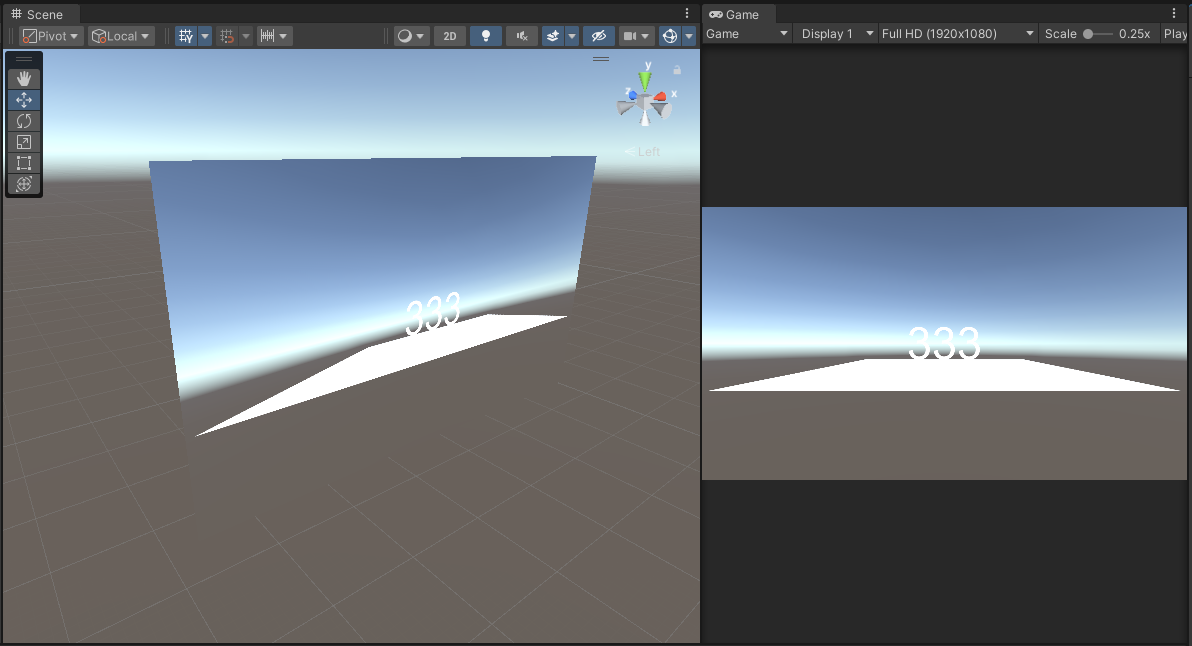 Scene
Pivot
Local
2D
y
z
x
Left
333
Game
Game
Display 1
Full HD (1920x1080)
Scale
0.25x
Play
333